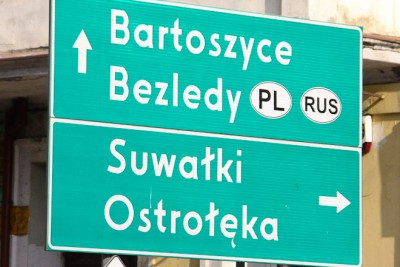 Bartoszyce
Bezledy PL RUS
Suwałki
Ostrołęka